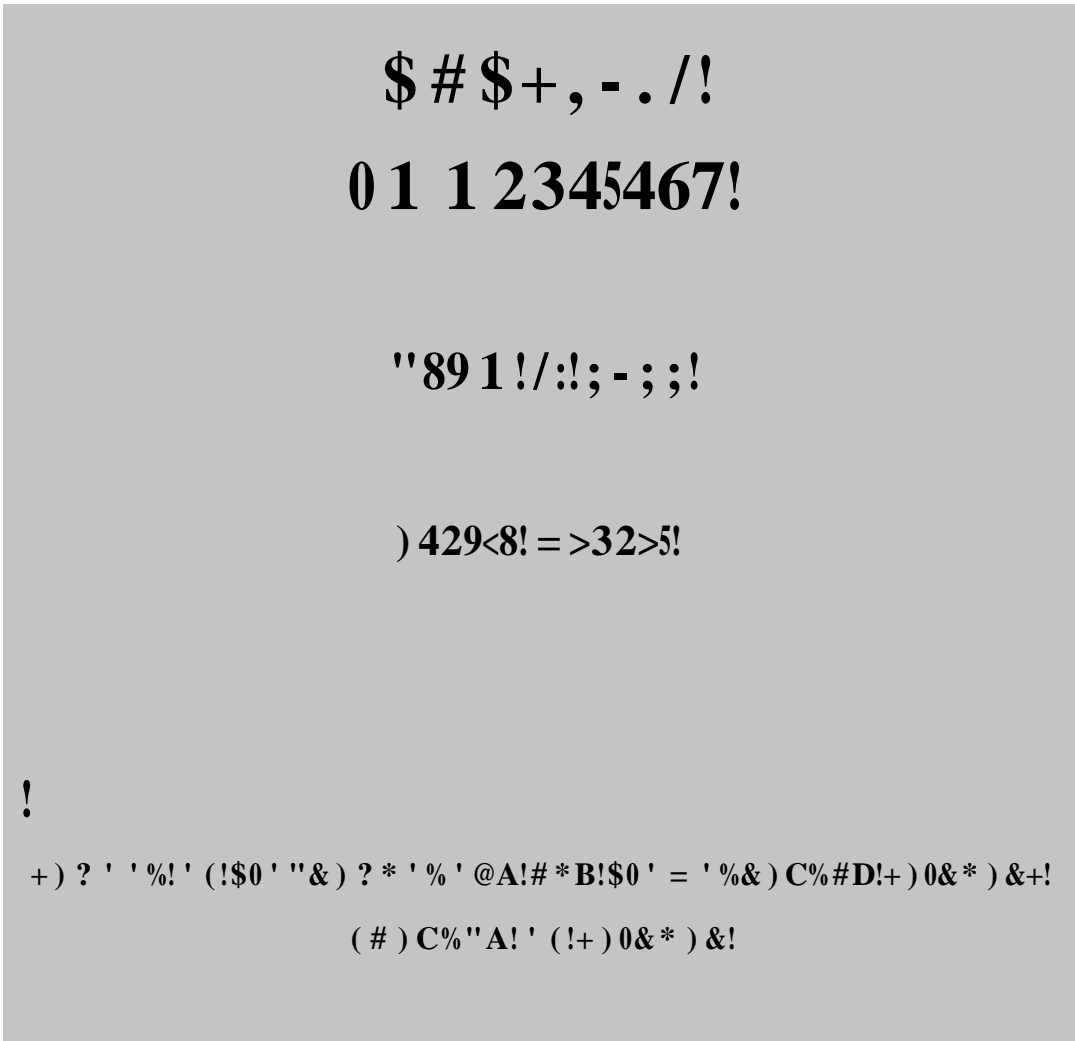 $ # $+ , - . / !
0 1 1 2345467!
"89 1 ! / :! ; - ; ; !
) 429<8! = >32>5!
!
+ ) ? ' ' %! ' ( !$0 ' "& ) ? * ' % ' @A!# *B!$0 ' = ' %& ) C%#D!+ ) 0& * ) &+!
( # ) C%"A! ' ( !+ ) 0& * ) &!